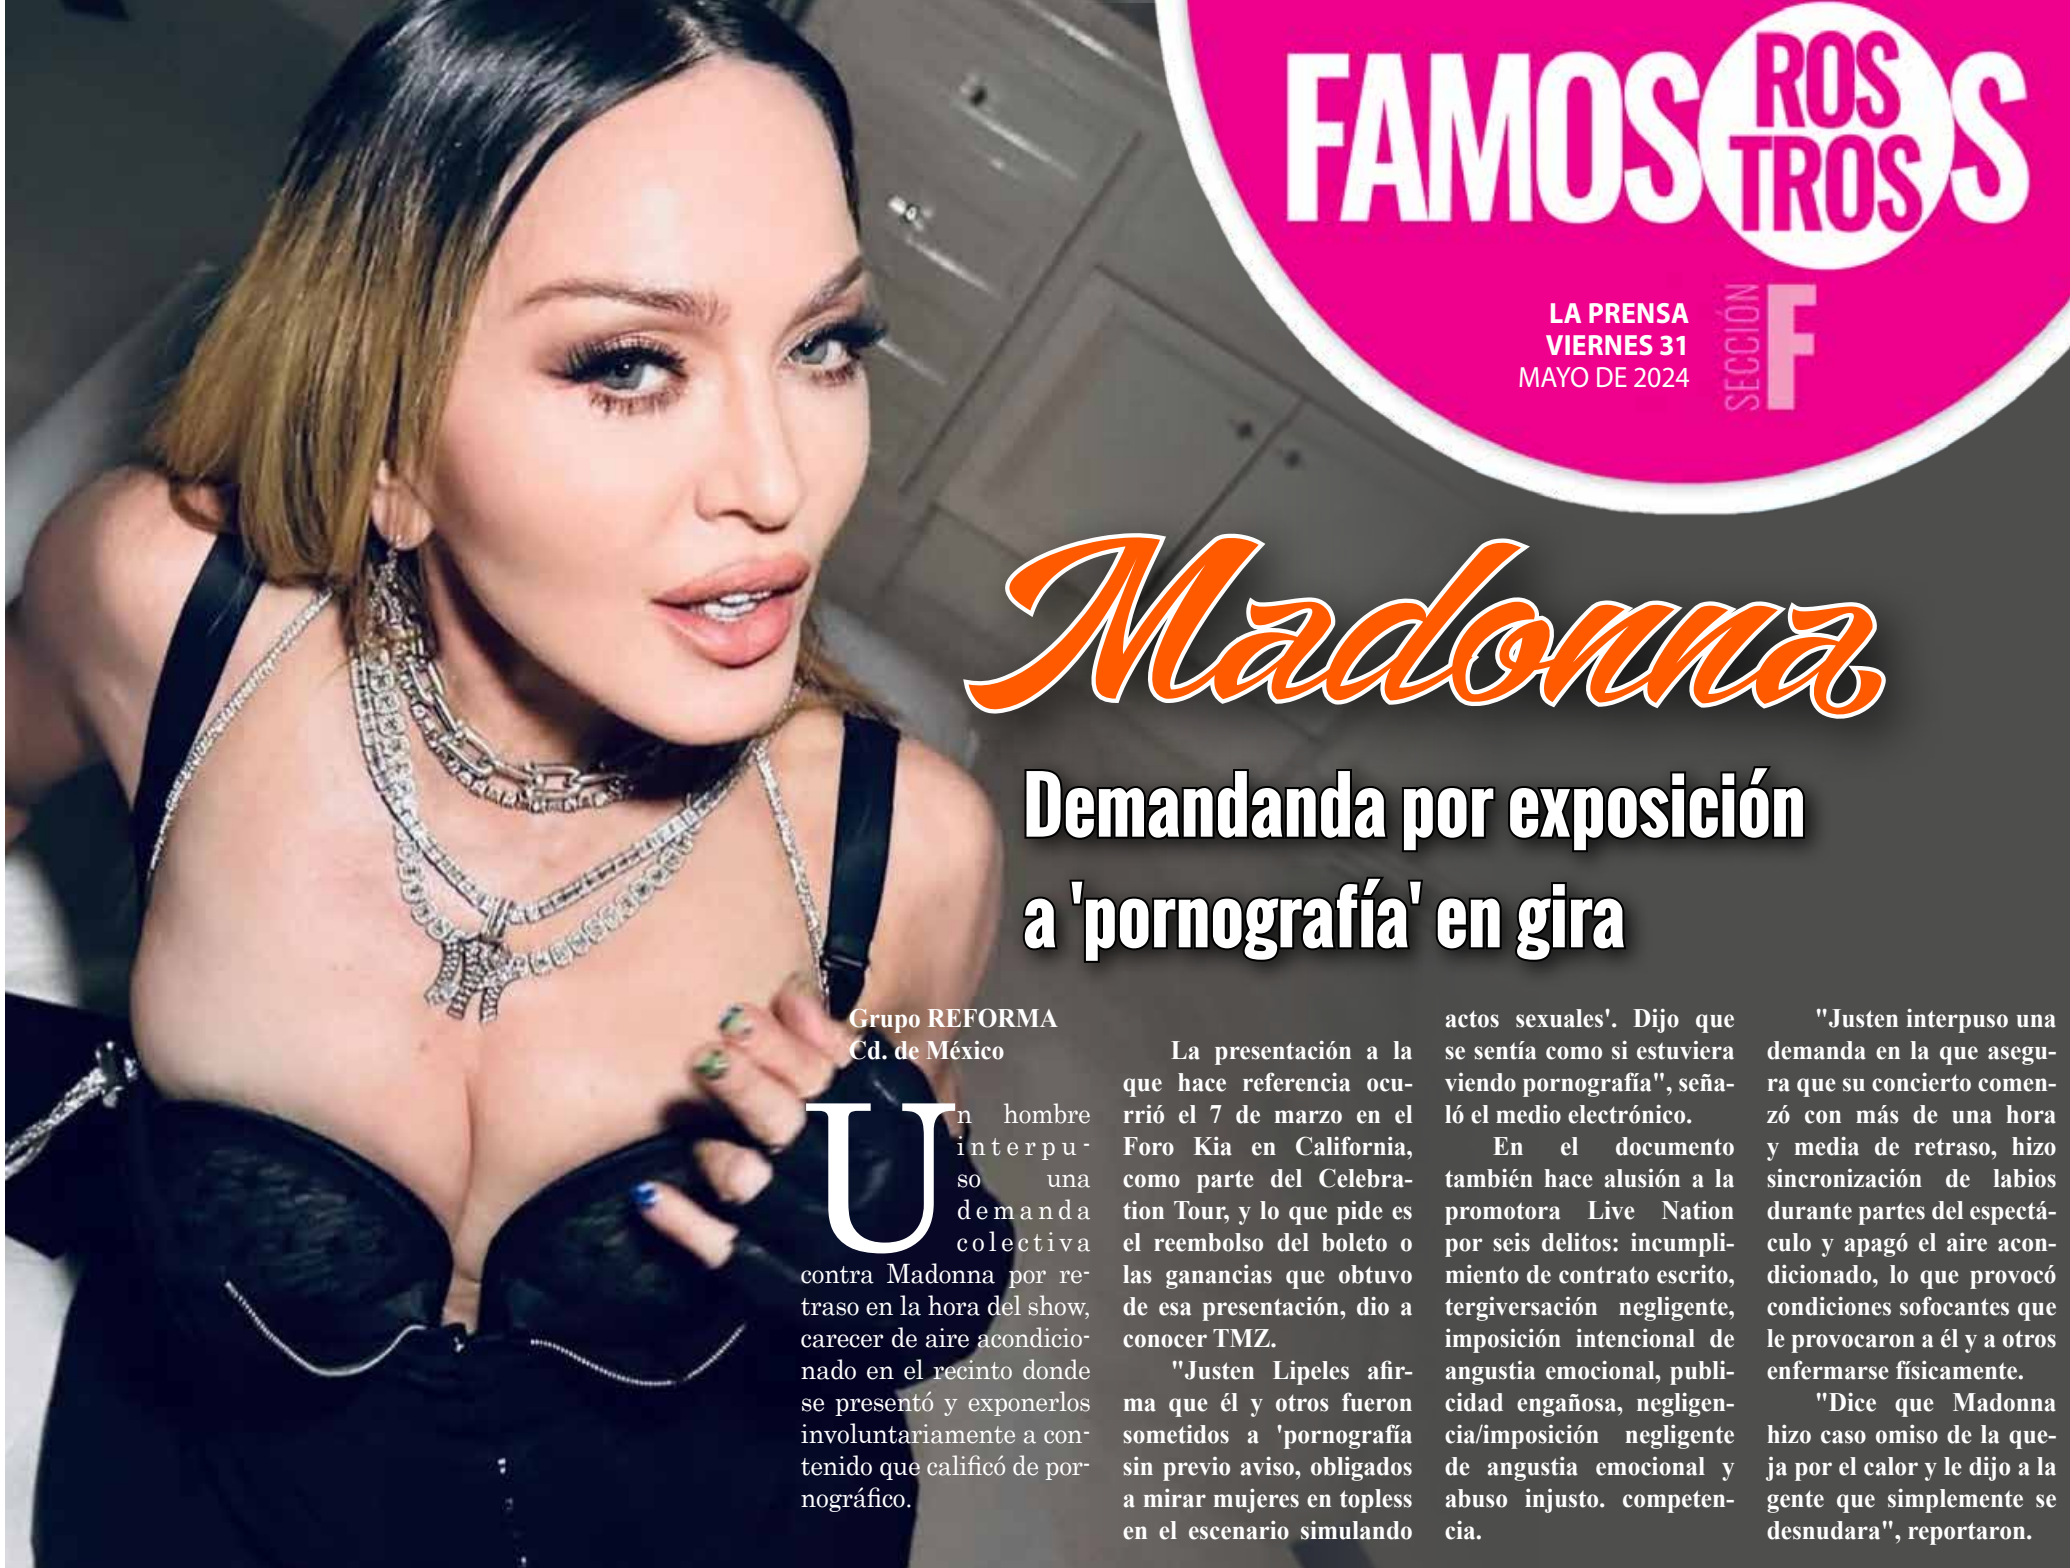 FAMOSOS
ROS
TROS
LA PRENSA
VIERNES 31
MAYO DE 2024
SECCIÓN
F
Madonna
Demandanda por exposición
a 'pornografía' en gira
Grupo REFORMA
Cd. de México
Un hombre
interpu-
so una
demanda
colectiva
contra Madonna por re-
traso en la hora del show,
carecer de aire acondicio-
nado en el recinto donde
se presentó y exponerlos
involuntariamente a con-
tenido que calificó de por-
nográfico.
La presentación a la
que hace referencia ocu-
rrió el 7 de marzo en el
Foro Kia en California,
como parte del Celebra-
tion Tour, y lo que pide es
el reembolso del boleto o
las ganancias que obtuvo
de esa presentación, dio a
conocer TMZ.
"Justen Lipeles afir-
ma que él y otros fueron
sometidos a 'pornografía
sin previo aviso, obligados
a mirar mujeres en topless
en el escenario simulando
actos sexuales'. Dijo que
se sentía como si estuviera
viendo pornografía", seña-
ló el medio electrónico.
En el documento
también hace alusión a la
promotora Live Nation
por seis delitos: incumpli-
miento de contrato escrito,
tergiversación negligente,
imposición intencional de
angustia emocional, publi-
cidad engañosa, negligen-
cia/imposición negligente
de angustia emocional y
abuso injusto. competen-
cia.
"Justen interpuso una
demanda en la que asegu-
ra que su concierto comen-
zó con más de una hora
y media de retraso, hizo
sincronización de labios
durante partes del espectá-
culo y apagó el aire acon-
dicionado, lo que provocó
condiciones sofocantes que
le provocaron a él y a otros
enfermarse físicamente.
"Dice que Madonna
hizo caso omiso de la que-
ja por el calor y le dijo a la
gente que simplemente se
desnudara", reportaron.